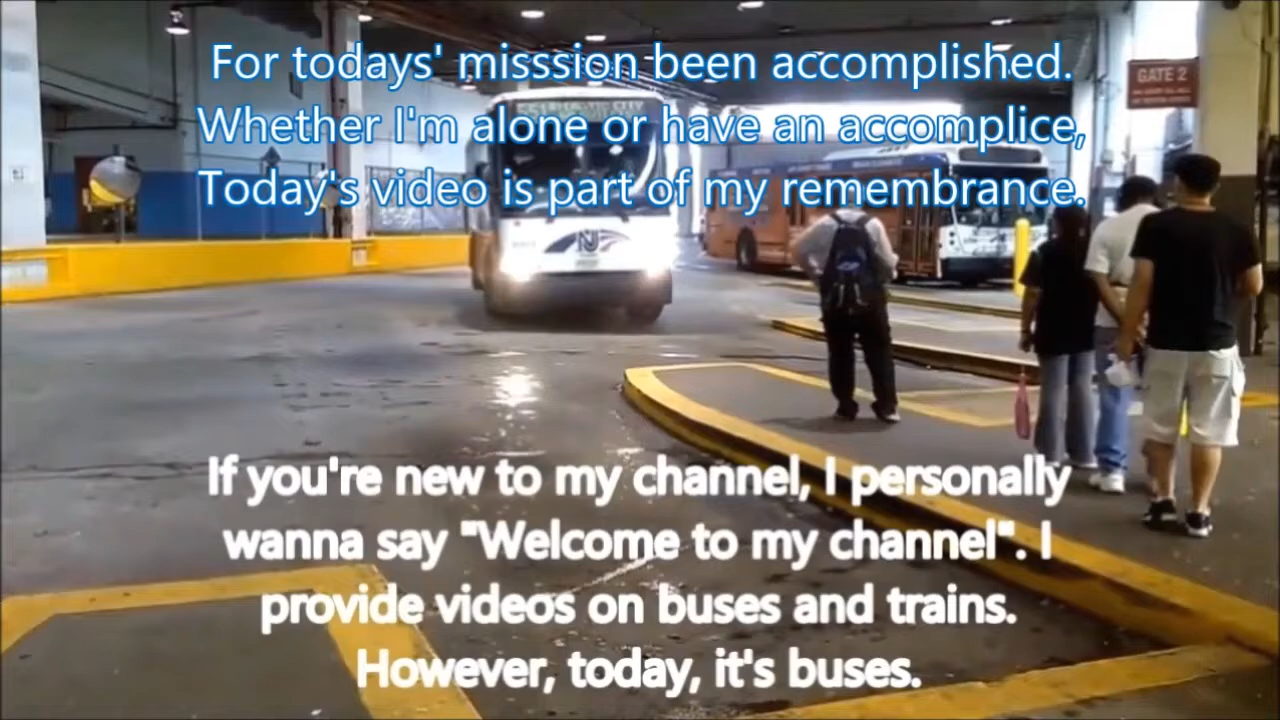 For todays' misssion been accomplished.
Whether I'm alone or have an accomplice,
Today's video is part of my remembrance.
GATE 2
NJ
If you're new to my channel, I personally
wanna say "Welcome to my channel". I
provide videos on buses and trains.
However, today, it's buses.